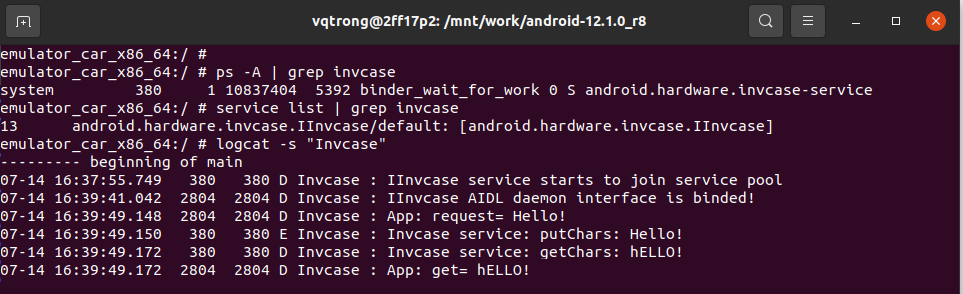 vqtrong@2ff17p2: /mnt/work/android-12.1.0_r8
emulator_car_x86_64:/ #
emulator_car_x86_64:/ # ps -A | grep invcase
system        380     1 10837404  5392 binder_wait_for_work 0 S android.hardware.invcase-service
emulator_car_x86_64:/ # service list | grep invcase
13      android.hardware.invcase.IInvcase/default: [android.hardware.invcase.IInvcase]
emulator_car_x86_64:/ # logcat -s "Invcase"
--------- beginning of main
07-14 16:37:55.749   380   380 D Invcase : IInvcase service starts to join service pool
07-14 16:39:41.042  2804  2804 D Invcase : IInvcase AIDL daemon interface is binded!
07-14 16:39:49.148  2804  2804 D Invcase : App: request= Hello!
07-14 16:39:49.150   380   380 E Invcase : Invcase service: putChars: Hello!
07-14 16:39:49.172   380   380 D Invcase : Invcase service: getChars: hELLO!
07-14 16:39:49.172  2804  2804 D Invcase : App: get= hELLO!